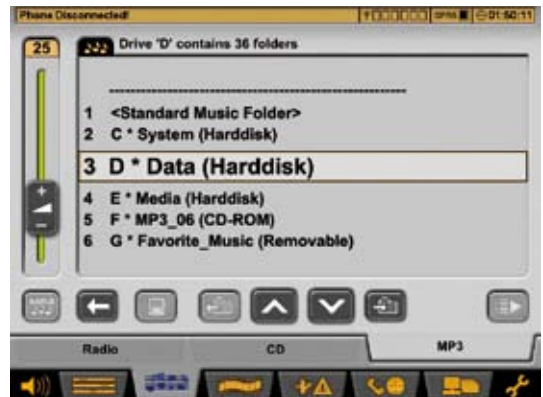 Phone Disconnected!
01:50:11
25
Drive 'D' contains 36 folders
--------------------------------------------------------
1 <Standard Music Folder>
2 C * System (Harddisk)
3 D * Data (Harddisk)
+
−
4 E * Media (Harddisk)
5 F * MP3_06 (CD-ROM)
6 G * Favorite_Music (Removable)
Radio
CD
MP3